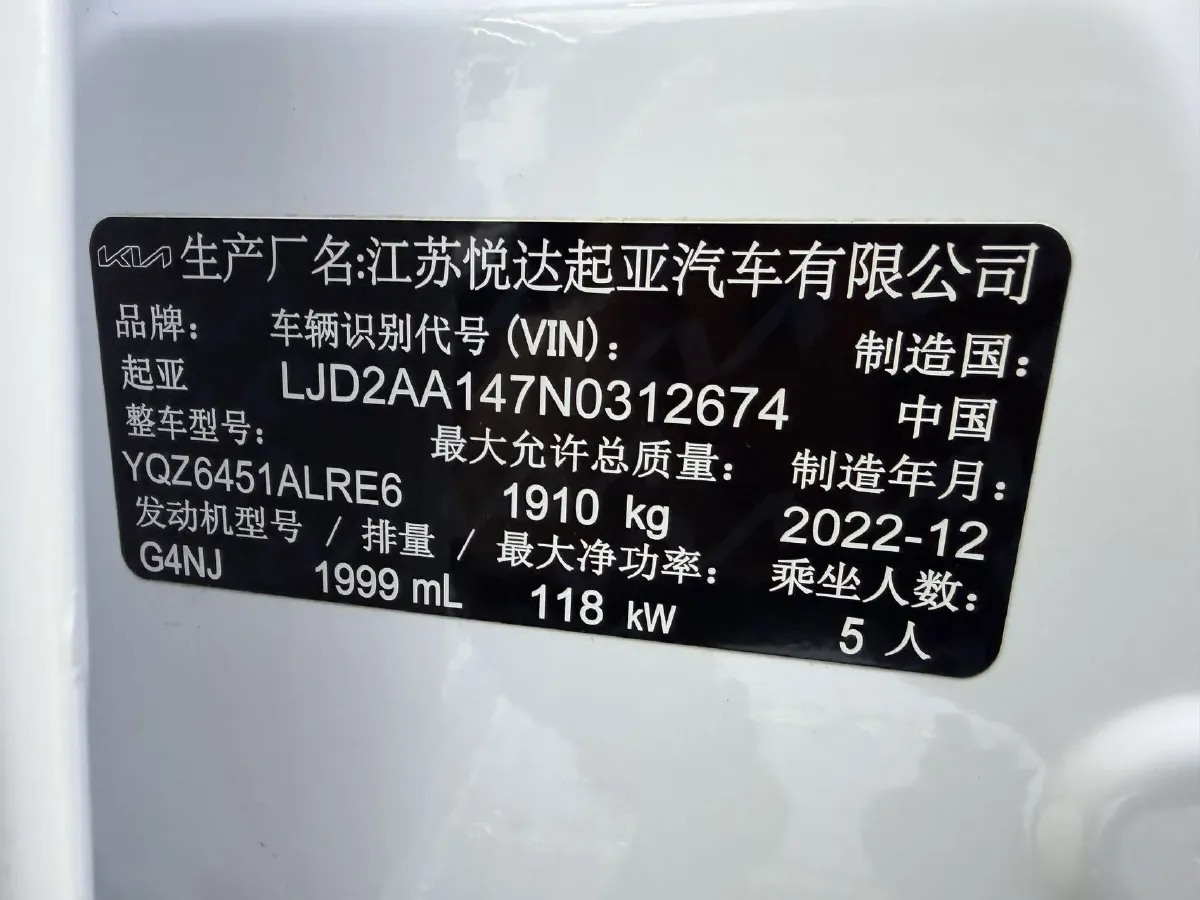 KIA 生产厂名:江苏悦达起亚汽车有限公司
品牌: 车辆识别代号 (VIN): 制造国:
起亚 LJD2AA147N0312674 中国
整车型号: 最大允许总质量: 制造年月:
YQZ6451ALRE6 1910 kg 2022-12
发动机型号 / 排量 / 最大净功率: 乘坐人数:
G4NJ 1999 mL 118 kW 5 人